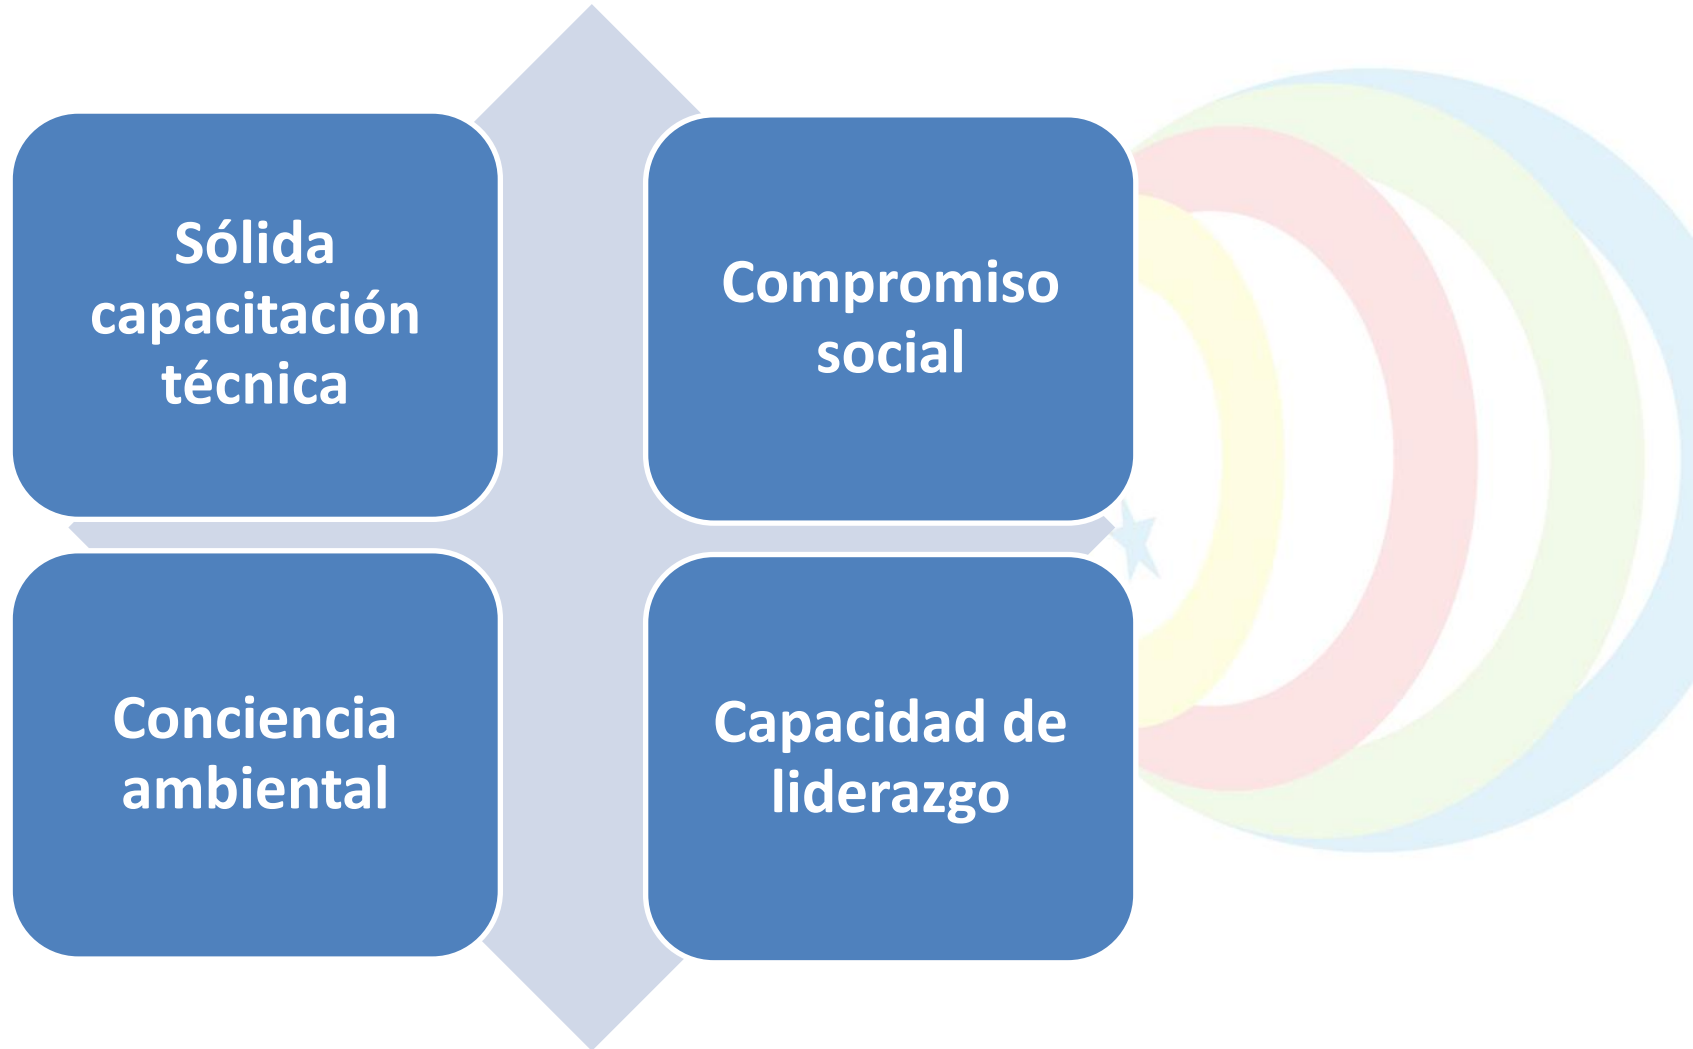 Sólida
capacitación
técnica
Compromiso
social
Conciencia
ambiental
Capacidad de
liderazgo